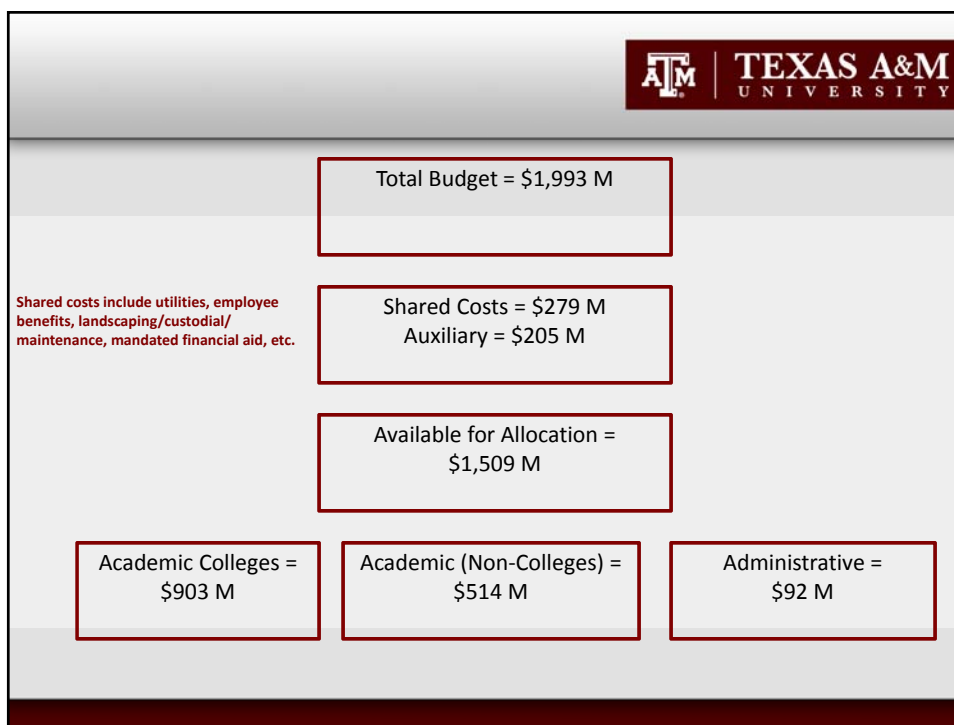 ATM
TEXAS A&M
UNIVERSITY
Total Budget = $1,993 M
Shared costs include utilities, employee
benefits, landscaping/custodial/
maintenance, mandated financial aid, etc.
Shared Costs = $279 M
Auxiliary = $205 M
Available for Allocation =
$1,509 M
Academic Colleges =
$903 M
Academic (Non-Colleges) =
$514 M
Administrative =
$92 M